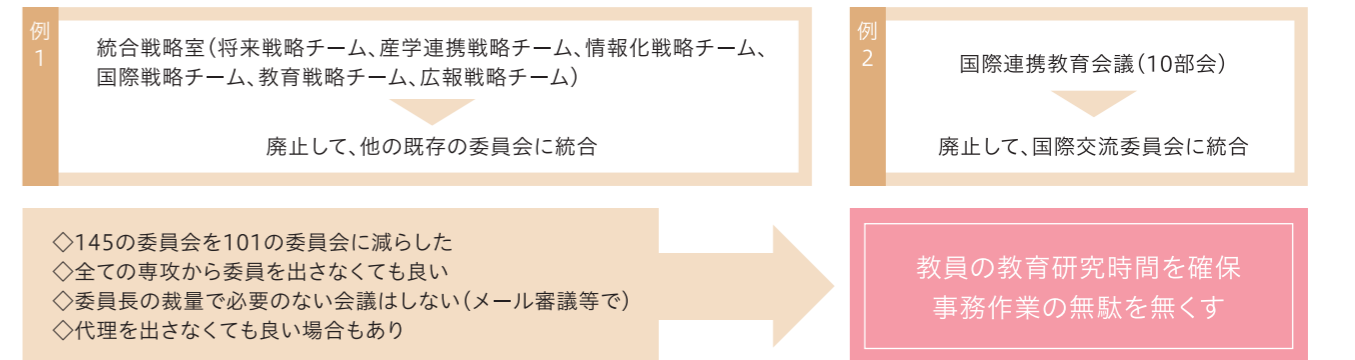 例
1
統合戦略室（将来戦略チーム、産学連携戦略チーム、情報化戦略チーム、
国際戦略チーム、教育戦略チーム、広報戦略チーム）
廃止して、他の既存の委員会に統合
例
2
国際連携教育会議（10部会）
廃止して、国際交流委員会に統合
◇145の委員会を101の委員会に減らした
◇全ての専攻から委員を出さなくても良い
◇委員長の裁量で必要のない会議はしない（メール審議等で）
◇代理を出さなくても良い場合もあり
教員の教育研究時間を確保
事務作業の無駄を無くす